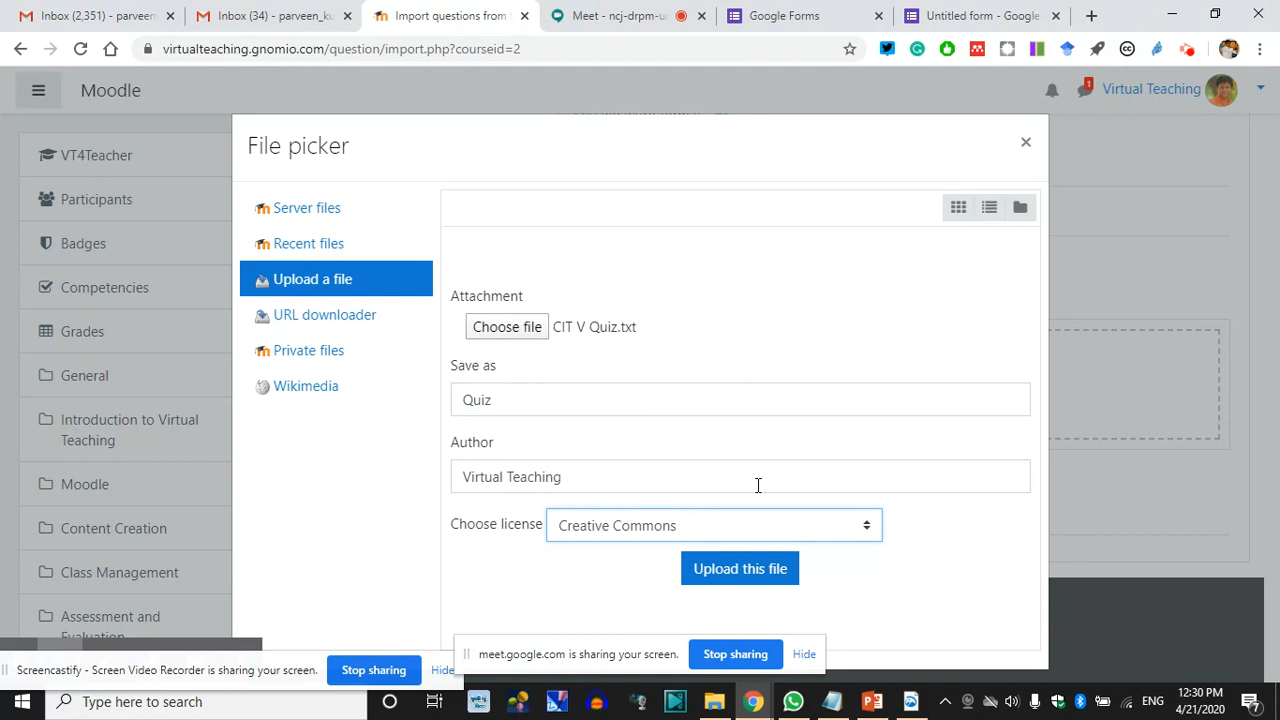 Inbox (2,351) - parveen
Inbox (34) - parveen_ku
Import questions from
Meet - ncj-drpm-ur
Google Forms
Untitled form - Google
virtualteaching.gnomio.com/question/import.php?courseid=2
Moodle
1
Virtual Teaching
VT4Teacher
Participants
Badges
Competencies
Grades
General
Introduction to Virtual
Teaching
Moodle
Content Creation
Class Management
Assessment and
Evaluation
File picker
Server files
Recent files
Upload a file
URL downloader
Private files
Wikimedia
Attachment
Choose file CIT V Quiz.txt
Save as
Quiz
Author
Virtual Teaching
Choose license Creative Commons
Upload this file
meet.google.com is sharing your screen. Stop sharing Hide
Screencastify - Screen Video Recorder is sharing your screen. Stop sharing Hide
Type here to search
ENG
12:30 PM
4/21/2020
7